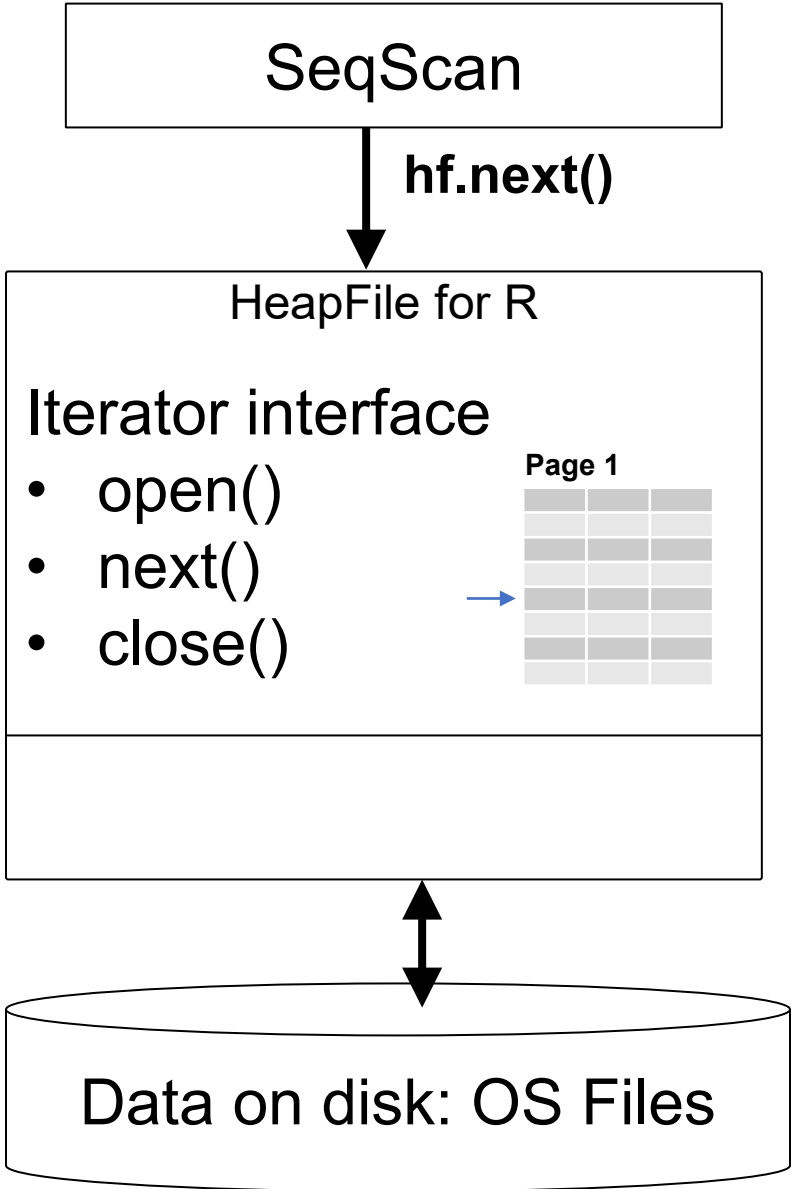 SeqScan
hf.next()
HeapFile for R
Iterator interface
• open()
• next()
• close()
Page 1
Data on disk: OS Files